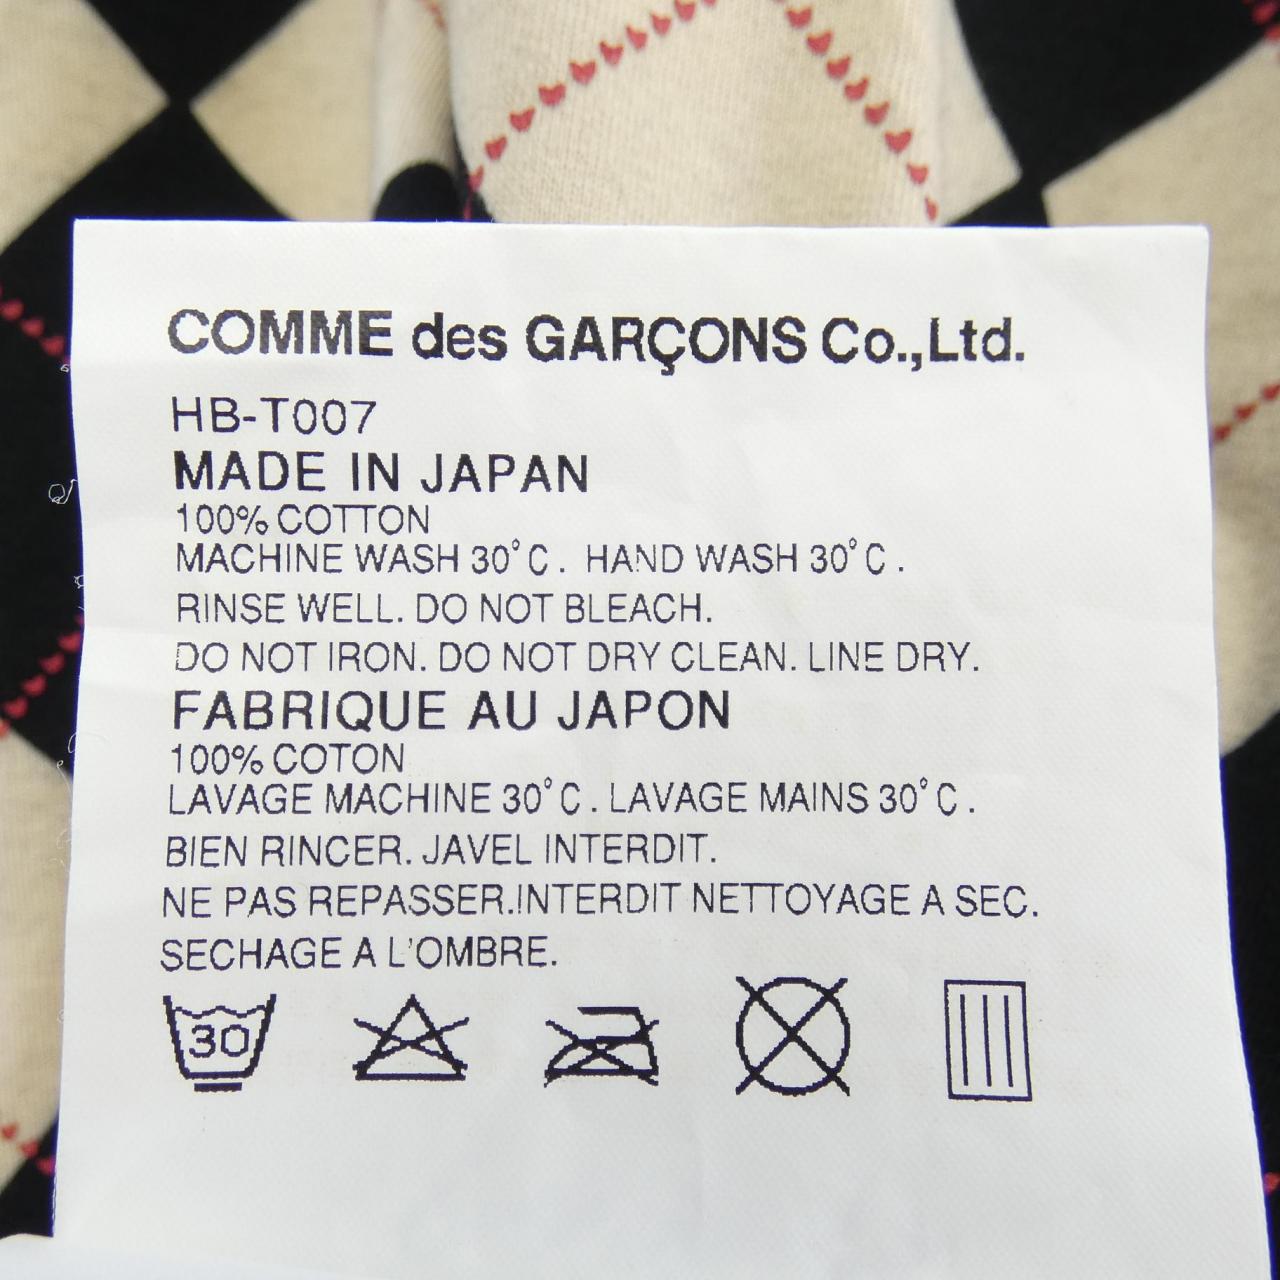 COMME des GARÇONS Co.,Ltd.
HB-T007
MADE IN JAPAN
100% COTTON
MACHINE WASH 30°C. HAND WASH 30°C.
RINSE WELL. DO NOT BLEACH.
DO NOT IRON. DO NOT DRY CLEAN. LINE DRY.
FABRIQUE AU JAPON
100% COTON
LAVAGE MACHINE 30°C. LAVAGE MAINS 30°C.
BIEN RINCER. JAVEL INTERDIT.
NE PAS REPASSER.INTERDIT NETTOYAGE A SEC.
SECHAGE A L'OMBRE.
30